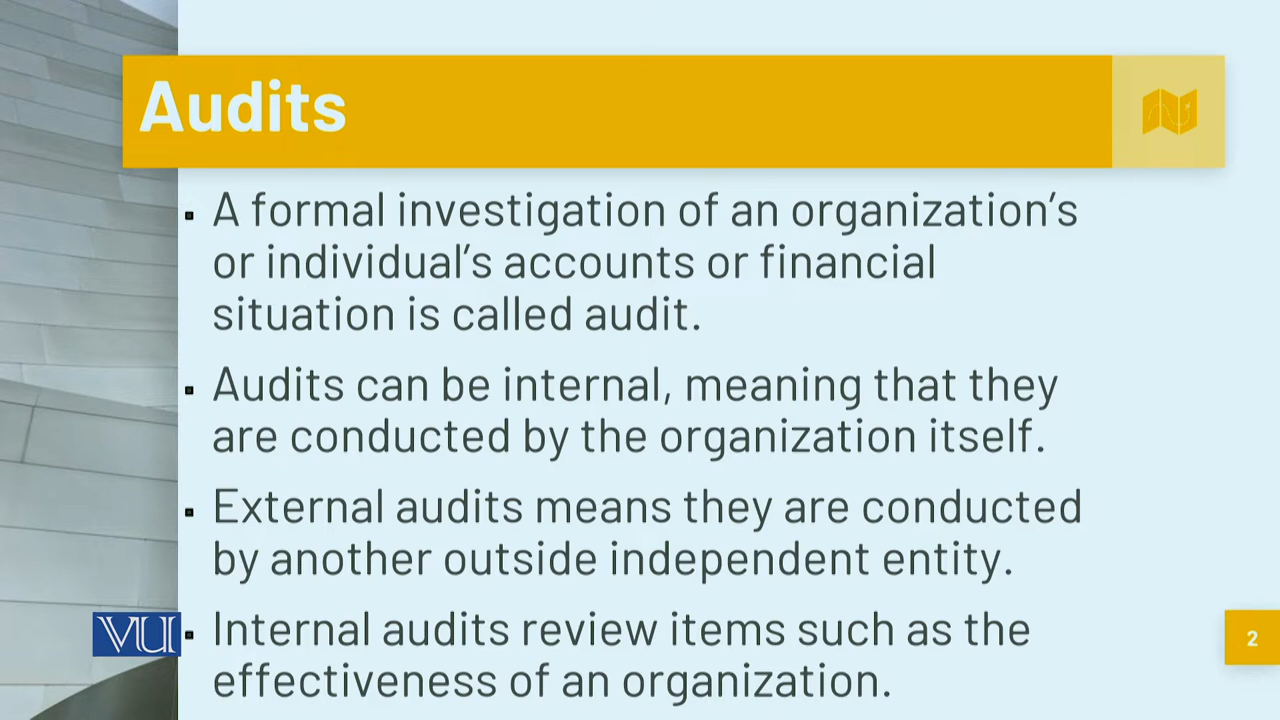 Audits
▪ A formal investigation of an organization's
or individual's accounts or financial
situation is called audit.
▪ Audits can be internal, meaning that they
are conducted by the organization itself.
▪ External audits means they are conducted
by another outside independent entity.
▪ Internal audits review items such as the
effectiveness of an organization.
VU
2